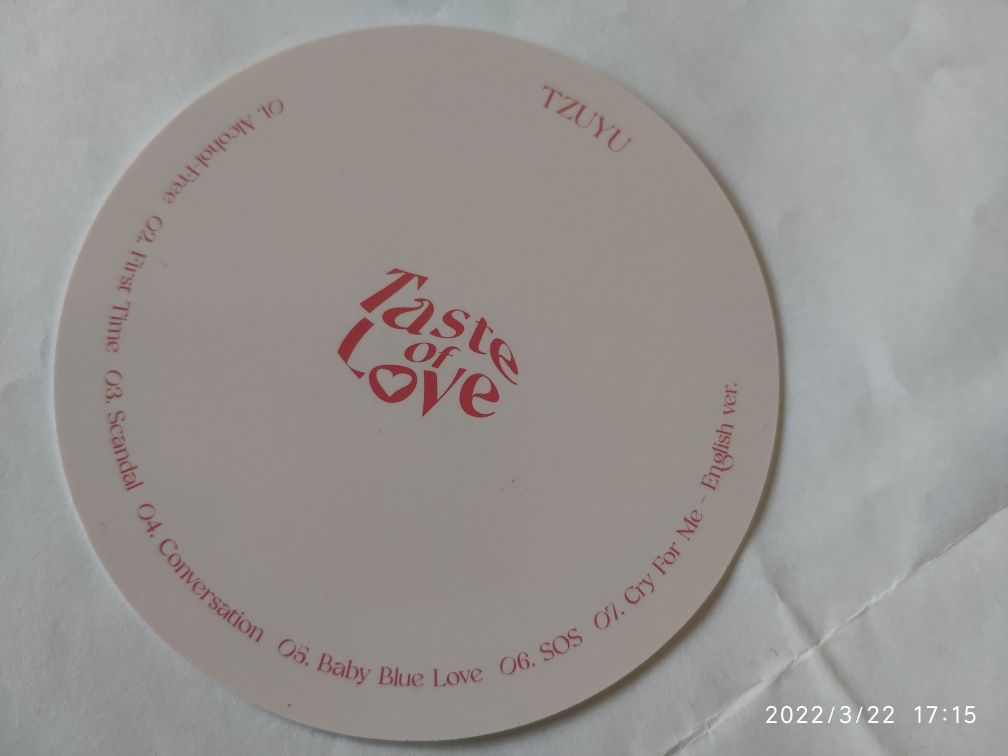 TZUYU
Taste
of
Love
01. Alcohol Free 02. First Time 03. Scandal 04. Conversation 05. Baby Blue Love 06. SOS 07. Cry For Me - English ver.
2022/3/22 17:15